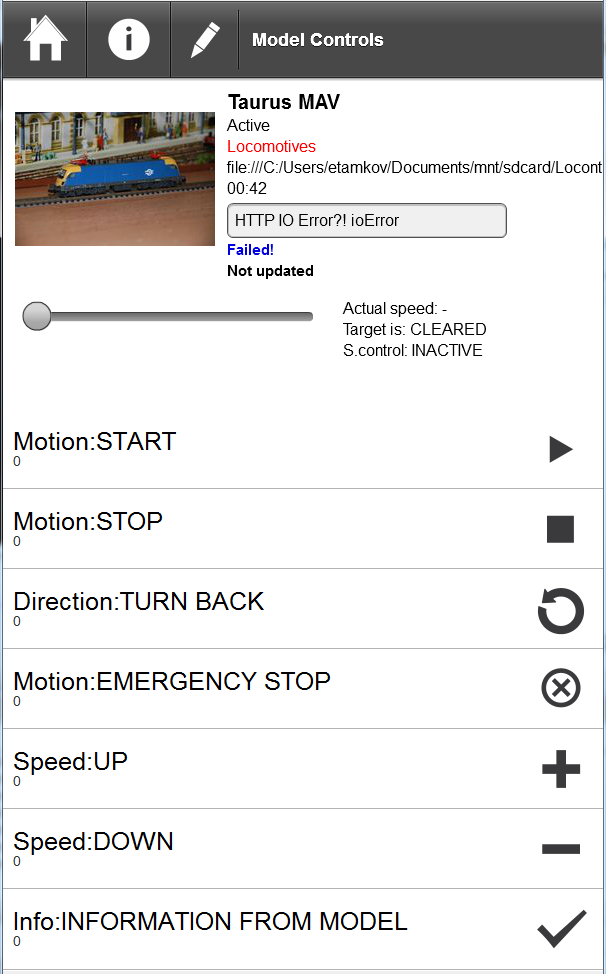 Model Controls
Taurus MAV
Active
Locomotives
file:///C:/Users/etamkov/Documents/mnt/sdcard/Locont
00:42
HTTP IO Error?! ioError
Failed!
Not updated
Actual speed: -
Target is: CLEARED
S.control: INACTIVE
Motion:START
0
Motion:STOP
0
Direction:TURN BACK
0
Motion:EMERGENCY STOP
0
Speed:UP
0
Speed:DOWN
0
Info:INFORMATION FROM MODEL
0